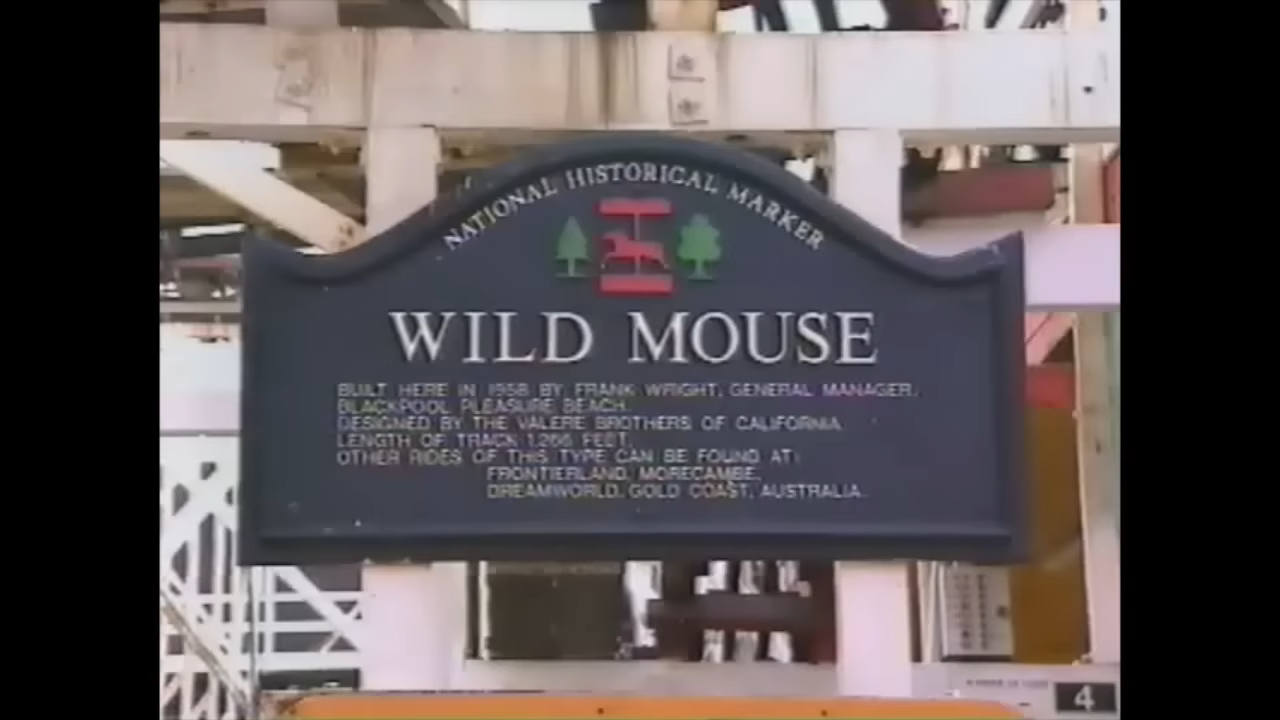 NATIONAL HISTORICAL MARKER
WILD MOUSE
BUILT HERE IN 1958 BY FRANK WRIGHT, GENERAL MANAGER,
BLACKPOOL PLEASURE BEACH.
DESIGNED BY THE VALERE BROTHERS OF CALIFORNIA.
LENGTH OF TRACK 1,266 FEET.
OTHER RIDES OF THIS TYPE CAN BE FOUND AT:
FRONTIERLAND, MORECAMBE,
DREAMWORLD, GOLD COAST, AUSTRALIA.
4